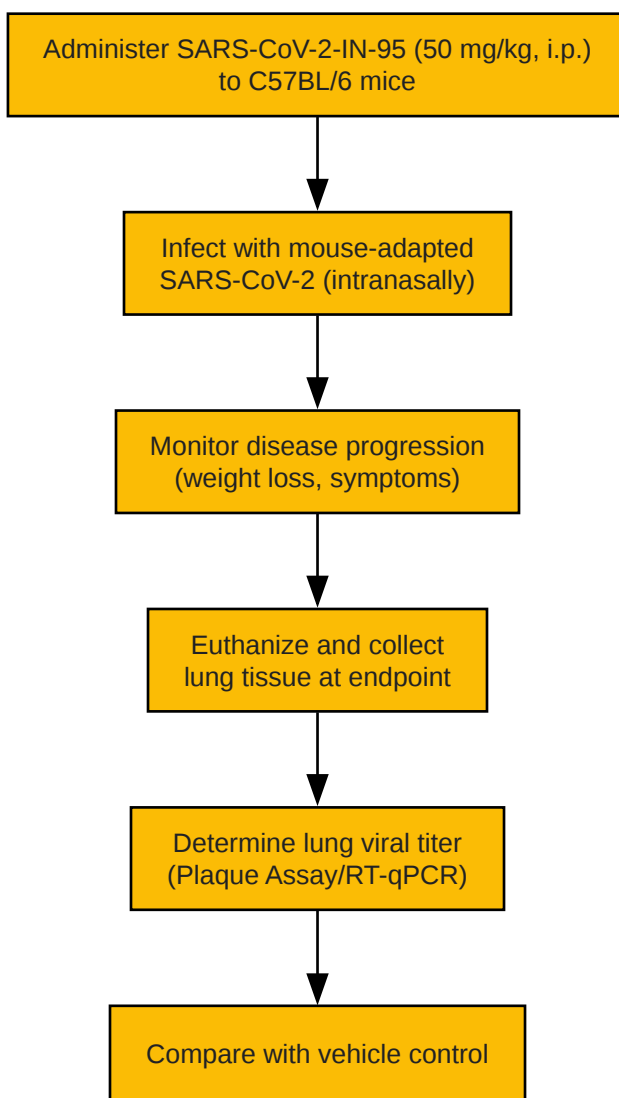 Administer SARS-CoV-2-IN-95 (50 mg/kg, i.p.)
to C57BL/6 mice
Infect with mouse-adapted
SARS-CoV-2 (intranasally)
Monitor disease progression
(weight loss, symptoms)
Euthanize and collect
lung tissue at endpoint
Determine lung viral titer
(Plaque Assay/RT-qPCR)
Compare with vehicle control